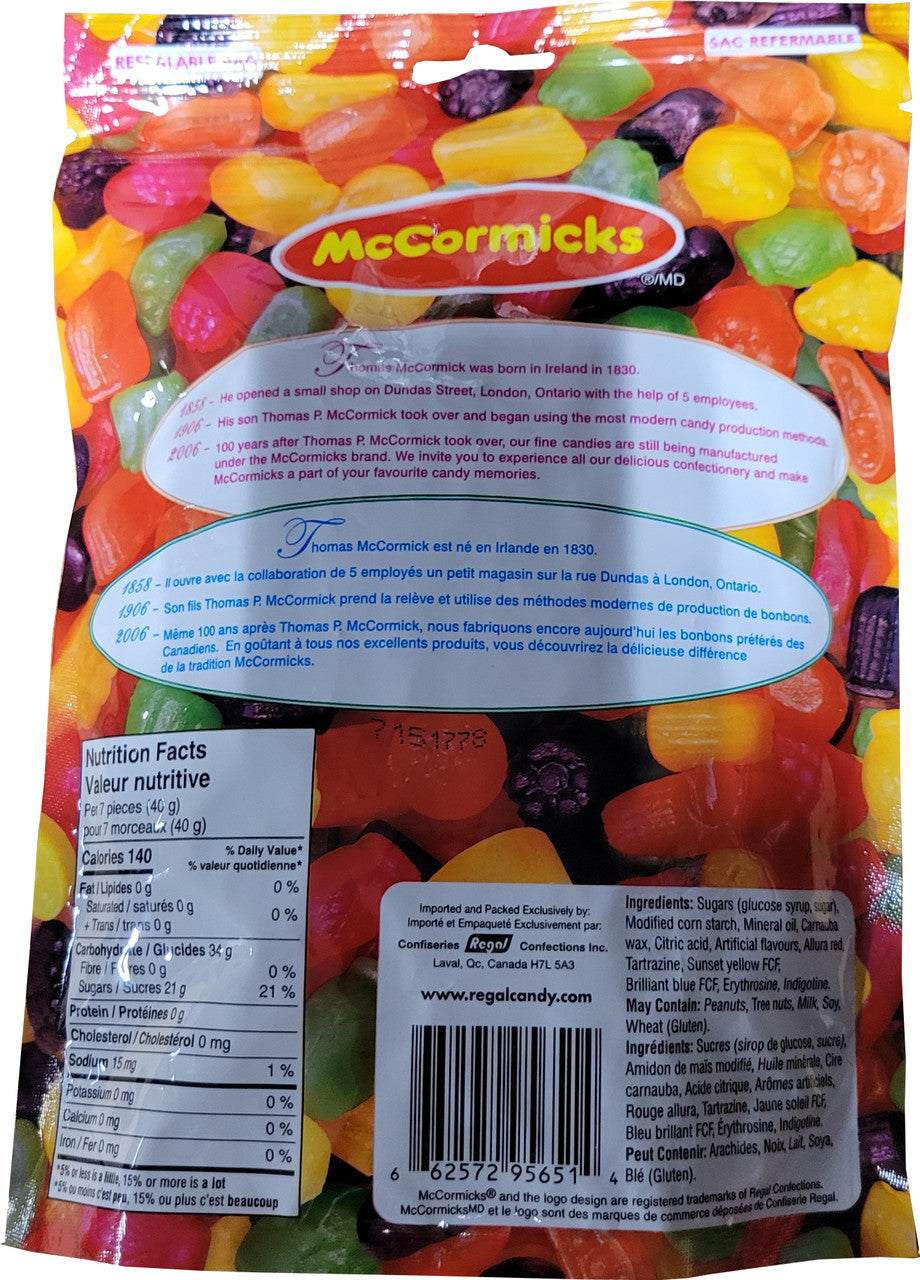 RESEALABLE
SAC REFERMABLE
McCormicks
®/MD
Thomas McCormick was born in Ireland in 1830.
1858 - He opened a small shop on Dundas Street, London, Ontario with the help of 5 employees.
1906 - His son Thomas P. McCormick took over and began using the most modern candy production methods.
2006 - 100 years after Thomas P. McCormick took over, our fine candies are still being manufactured
under the McCormicks brand. We invite you to experience all our delicious confectionery and make
McCormicks a part of your favourite candy memories.
Thomas McCormick est né en Irlande en 1830.
1858 - Il ouvre avec la collaboration de 5 employés un petit magasin sur la rue Dundas à London, Ontario.
1906 - Son fils Thomas P. McCormick prend la relève et utilise des méthodes modernes de production de bonbons.
2006 - Même 100 ans après Thomas P. McCormick, nous fabriquons encore aujourd'hui les bonbons préférés des
Canadiens. En goûtant à tous nos excellents produits, vous découvrirez la délicieuse différence
de la tradition McCormicks.
7151778
Nutrition Facts
Valeur nutritive
Per 7 pieces (40 g)
pour 7 morceaux (40 g)
Calories 140
% Daily Value*
% valeur quotidienne*
Fat / Lipides 0 g 0 %
Saturated / saturés 0 g
+ Trans / trans 0 g 0 %
Carbohydrate / Glucides 34 g
Fibre / Fibres 0 g 0 %
Sugars / Sucres 21 g 21 %
Protein / Protéines 0 g
Cholesterol / Cholestérol 0 mg
Sodium 15 mg 1 %
Potassium 0 mg 0 %
Calcium 0 mg 0 %
Iron / Fer 0 mg 0 %
*5% or less is a little, 15% or more is a lot
*5% ou moins c'est peu, 15% ou plus c'est beaucoup
Imported and Packed Exclusively by:
Importé et Empaqueté Exclusivement par:
Confiseries Regal Confections Inc.
Laval, Qc, Canada H7L 5A3
www.regalcandy.com
6 62572 95651 4
Ingredients: Sugars (glucose syrup, sugar),
Modified corn starch, Mineral oil, Carnauba
wax, Citric acid, Artificial flavours, Allura red,
Tartrazine, Sunset yellow FCF,
Brilliant blue FCF, Erythrosine, Indigotine.
May Contain: Peanuts, Tree nuts, Milk, Soy,
Wheat (Gluten).
Ingrédients: Sucres (sirop de glucose, sucre),
Amidon de maïs modifié, Huile minérale, Cire
carnauba, Acide citrique, Arômes artificiels,
Rouge allura, Tartrazine, Jaune soleil FCF,
Bleu brillant FCF, Érythrosine, Indigotine.
Peut Contenir: Arachides, Noix, Lait, Soya,
Blé (Gluten).
McCormicks® and the logo design are registered trademarks of Regal Confections.
McCormicksMD et le logo sont des marques de commerce déposées de Confiserie Regal.